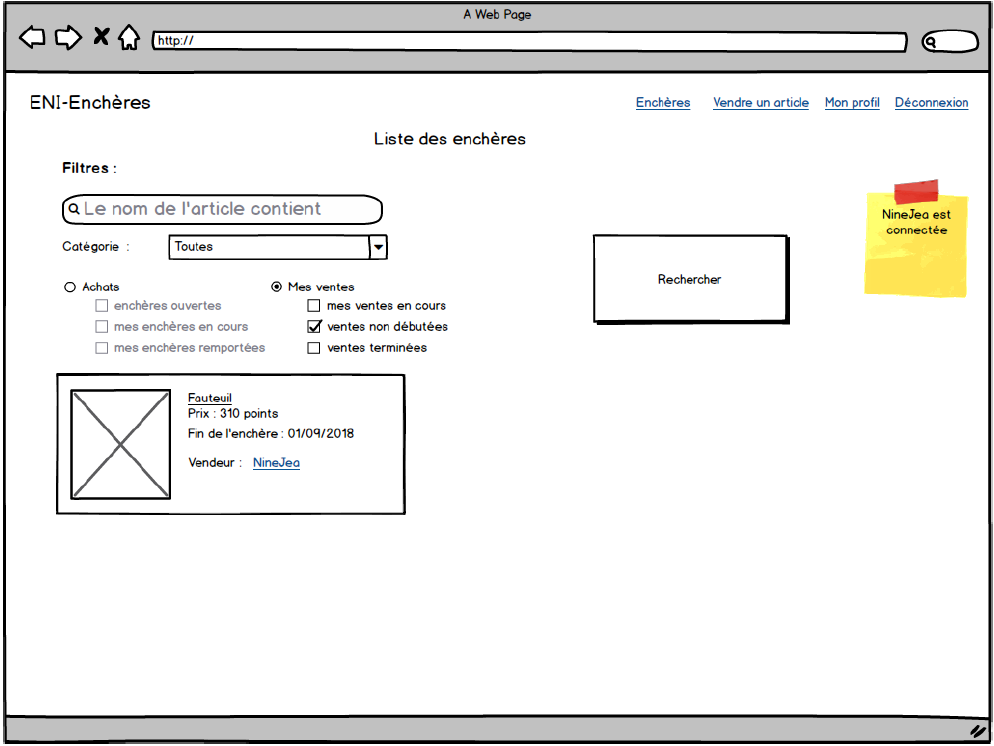 A Web Page
http://
ENI-Enchères
Enchères Vendre un article Mon profil Déconnexion
Liste des enchères
Filtres :
Le nom de l'article contient
NineJea est
connectée
Catégorie : Toutes
Rechercher
Achats
enchères ouvertes
mes enchères en cours
mes enchères remportées
Mes ventes
mes ventes en cours
ventes non débutées
ventes terminées
Fauteuil
Prix : 310 points
Fin de l'enchère : 01/09/2018
Vendeur : NineJea